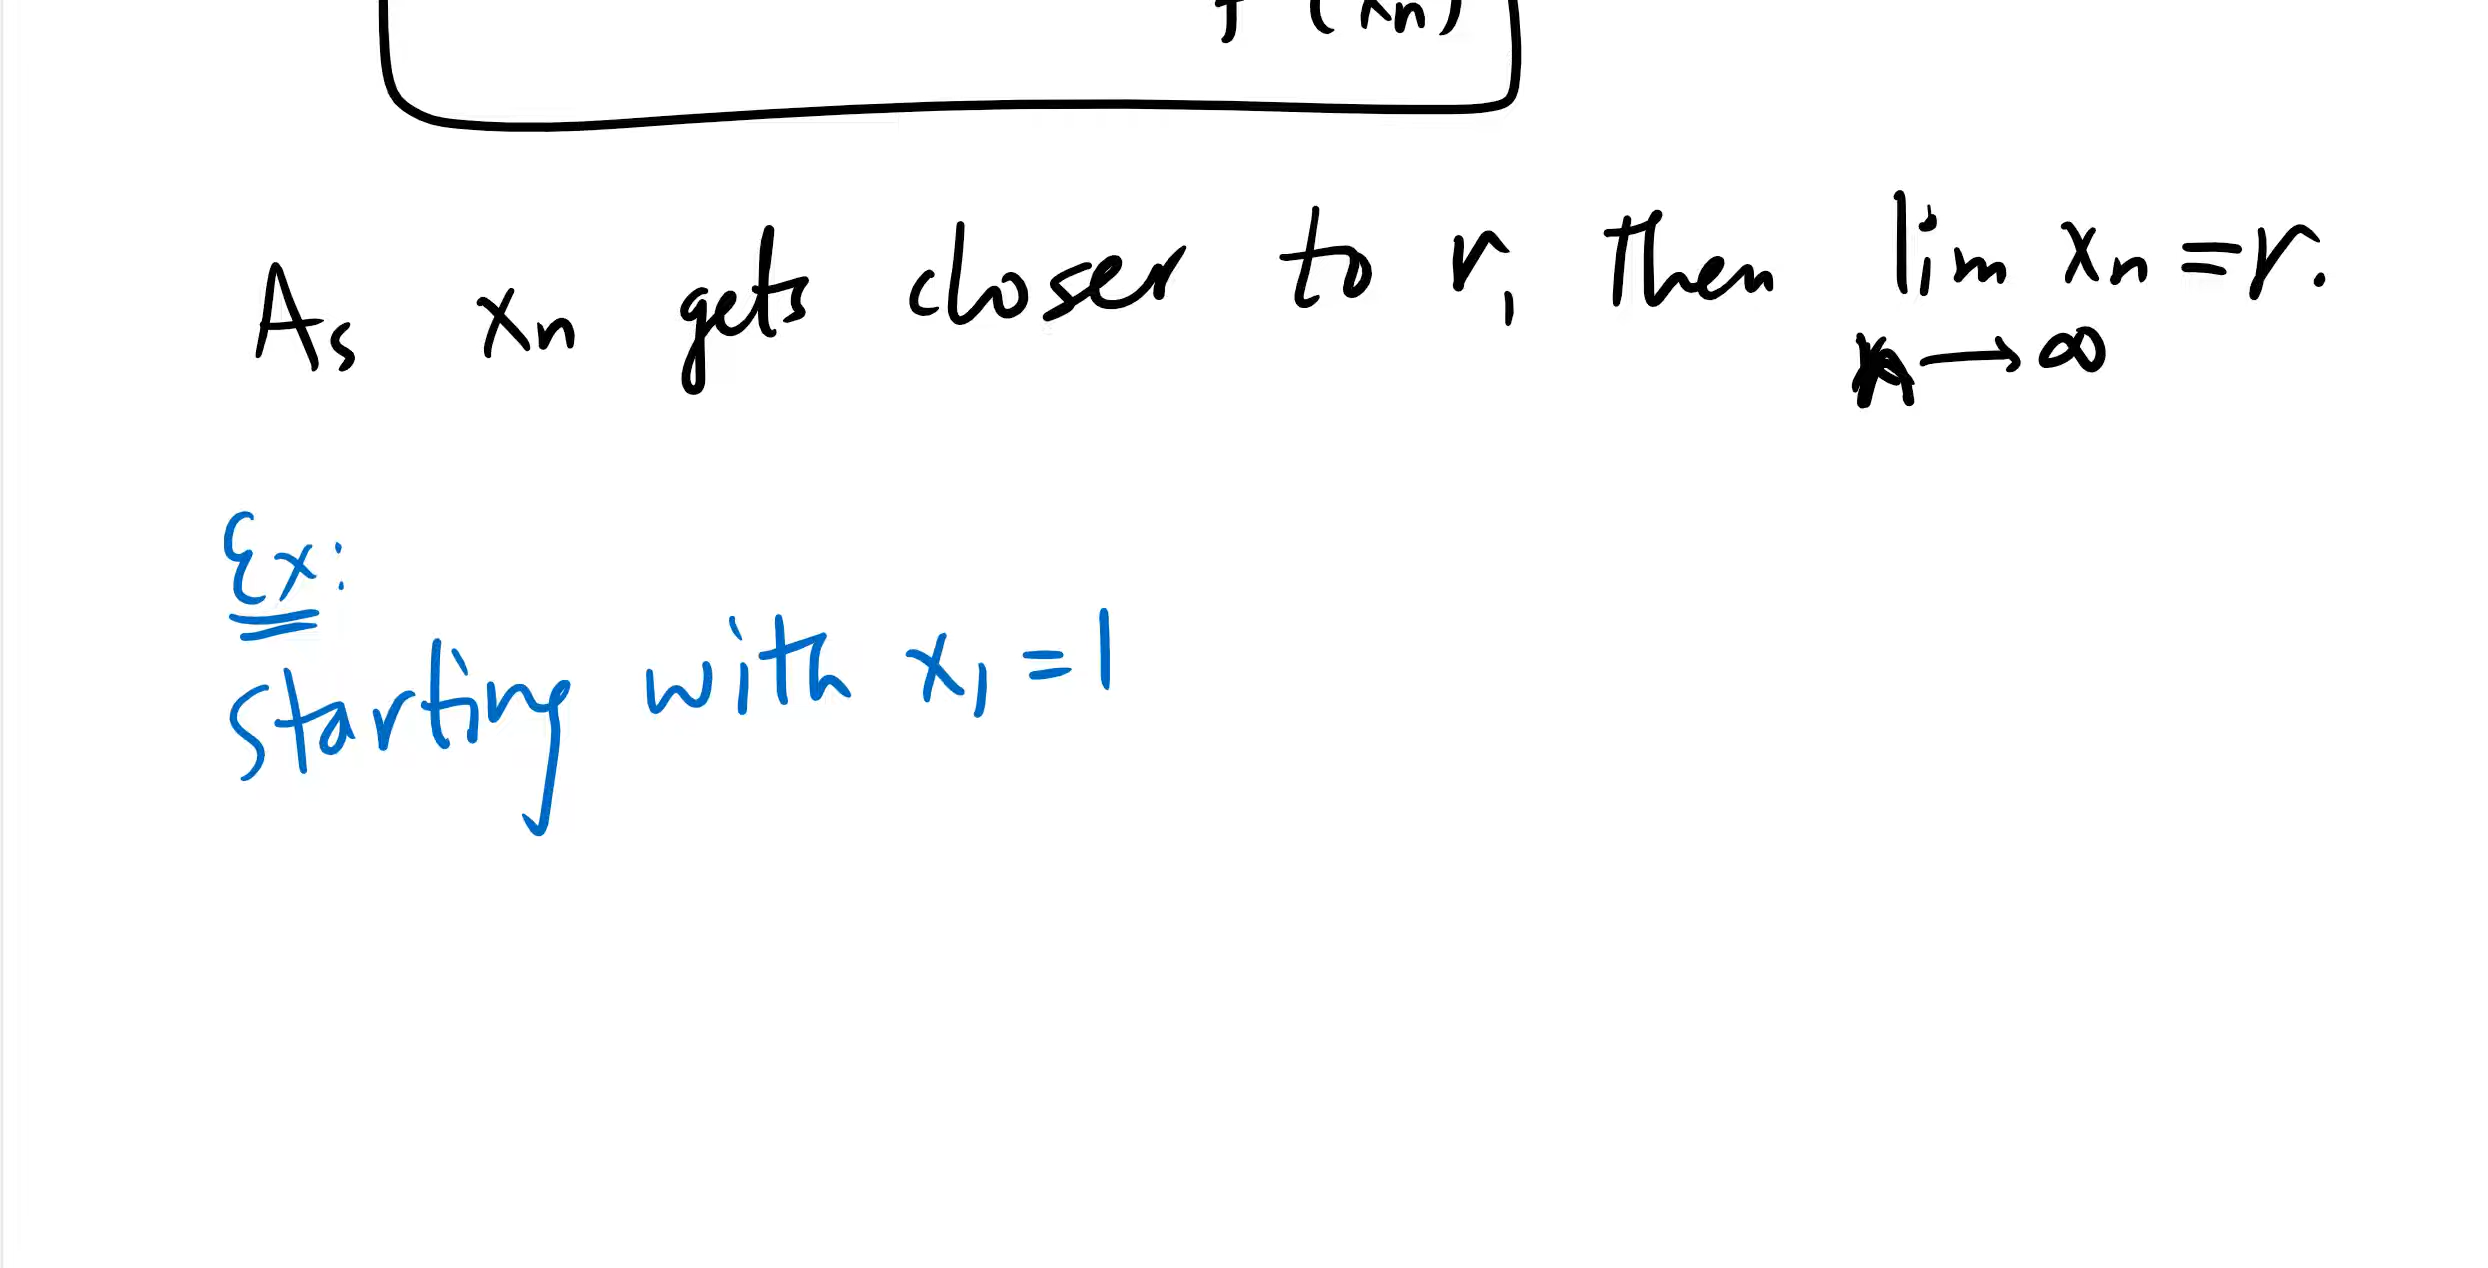 f'(xn)
As xn gets closer to r, then lim xn = r.
n → ∞
Ex:
starting with x1 = 1